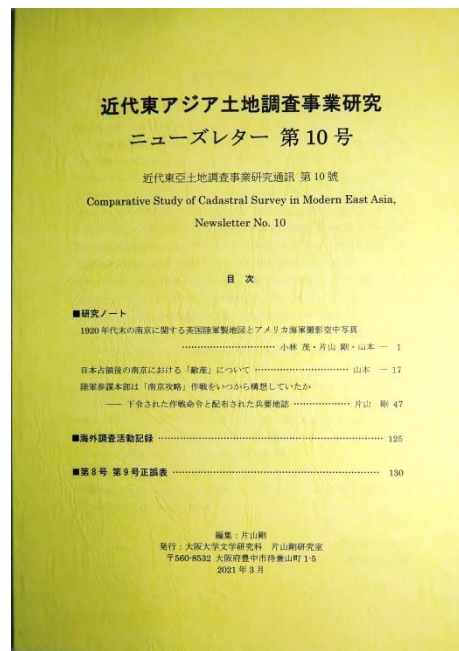 近代東アジア土地調査事業研究
ニューズレター 第10号
近代東亞土地調査事業研究通訊 第10號
Comparative Study of Cadastral Survey in Modern East Asia,
Newsletter No. 10
目 次
■研究ノート
1920年代末の南京に関する英国陸軍製地図とアメリカ海軍撮影空中写真
………………………… 小林 茂・片山 剛・山本 一 1
日本占領後の南京における「敵産」について ………………………… 山本 一 17
陸軍参謀本部は「南京攻略」作戦をいつから構想していたか
―― 下令された作戦命令と配布された兵要地誌 ……………… 片山 剛 47
■海外調査活動記録 …………………………………………………………… 125
■第8号 第9号正誤表 ………………………………………………………… 130
編集:片山剛
発行:大阪大学文学研究科 片山剛研究室
〒560-8532 大阪府豊中市待兼山町1-5
2021年3月